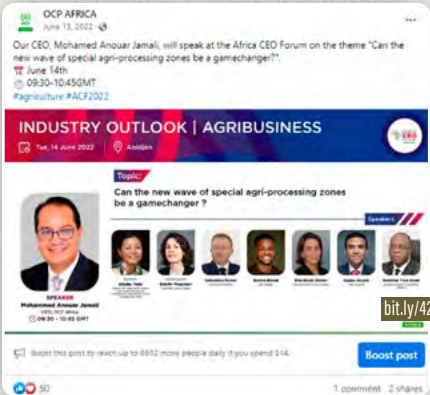 OCP AFRICA
June 13, 2022
Our CEO, Mohamed Anouar Jamali, will speak at the Africa CEO Forum on the theme "Can the
new wave of special agri-processing zones be a gamechanger?".
June 14th
09:30-10:45GMT
#agriculture #ACF2022
INDUSTRY OUTLOOK | AGRIBUSINESS
Tue, 14 June 2022 Abidjan
Topic:
Can the new wave of special agri-processing zones
be a gamechanger ?
Speakers
SPEAKER
Mohammed Anouar Jamali
CEO, OCP Africa
09:30 - 10:45 GMT
bit.ly/42
Boost this post to reach up to 6602 more people daily if you spend $14.
Boost post
50
1 comment 2 shares